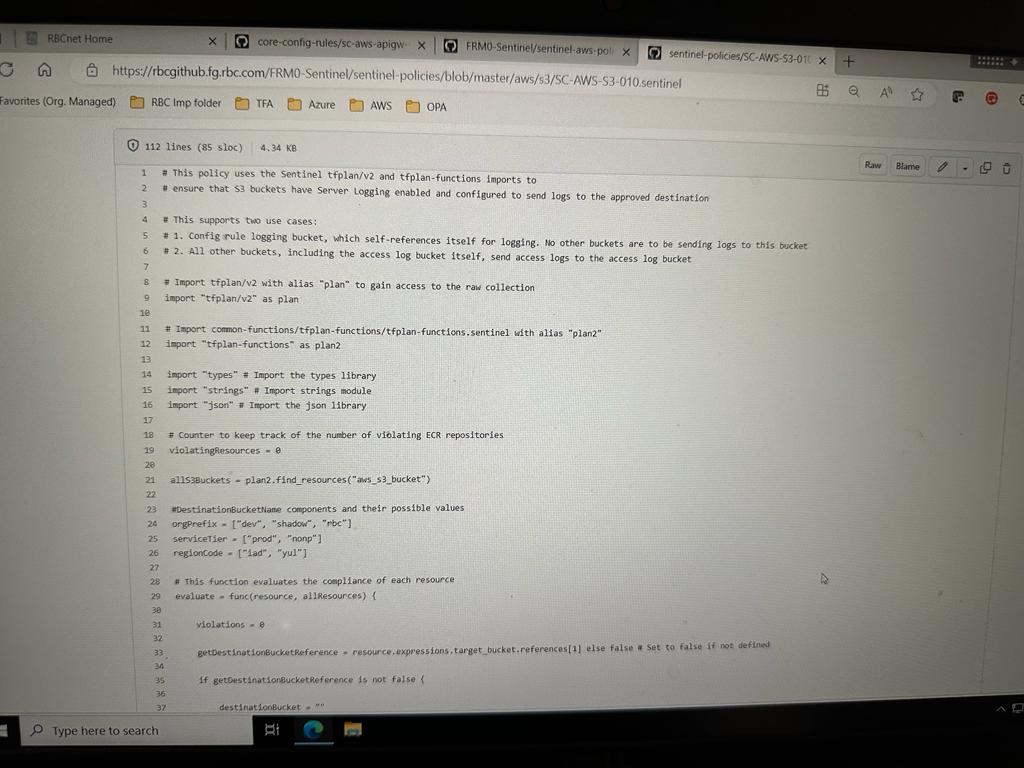 RBCnet Home
core-config-rules/sc-aws-apigw-
FRM0-Sentinel/sentinel-aws-poli
sentinel-policies/SC-AWS-S3-010
https://rbcgithub.fg.rbc.com/FRM0-Sentinel/sentinel-policies/blob/master/aws/s3/SC-AWS-S3-010.sentinel
Favorites (Org. Managed) RBC Imp folder TFA Azure AWS OPA
112 lines (85 sloc) 4.34 KB Raw Blame
1 # This policy uses the Sentinel tfplan/v2 and tfplan-functions imports to
2 # ensure that S3 buckets have Server Logging enabled and configured to send logs to the approved destination
3
4 # This supports two use cases:
5 # 1. Config rule logging bucket, which self-references itself for logging. No other buckets are to be sending logs to this bucket
6 # 2. All other buckets, including the access log bucket itself, send access logs to the access log bucket
7
8 # Import tfplan/v2 with alias "plan" to gain access to the raw collection
9 import "tfplan/v2" as plan
10
11 # Import common-functions/tfplan-functions/tfplan-functions.sentinel with alias "plan2"
12 import "tfplan-functions" as plan2
13
14 import "types" # Import the types library
15 import "strings" # Import strings module
16 import "json" # Import the json library
17
18 # Counter to keep track of the number of violating ECR repositories
19 violatingResources = 0
20
21 allS3Buckets = plan2.find_resources("aws_s3_bucket")
22
23 #DestinationBucketName components and their possible values
24 orgPrefix = ["dev", "shadow", "rbc"]
25 serviceTier = ["prod", "nonp"]
26 regionCode = ["iad", "yul"]
27
28 # This function evaluates the compliance of each resource
29 evaluate = func(resource, allResources) {
30
31 violations = 0
32
33 getDestinationBucketReference = resource.expressions.target_bucket.references[1] else false # Set to false if not defined
34
35 if getDestinationBucketReference is not false {
36
37 destinationBucket = ""
Type here to search